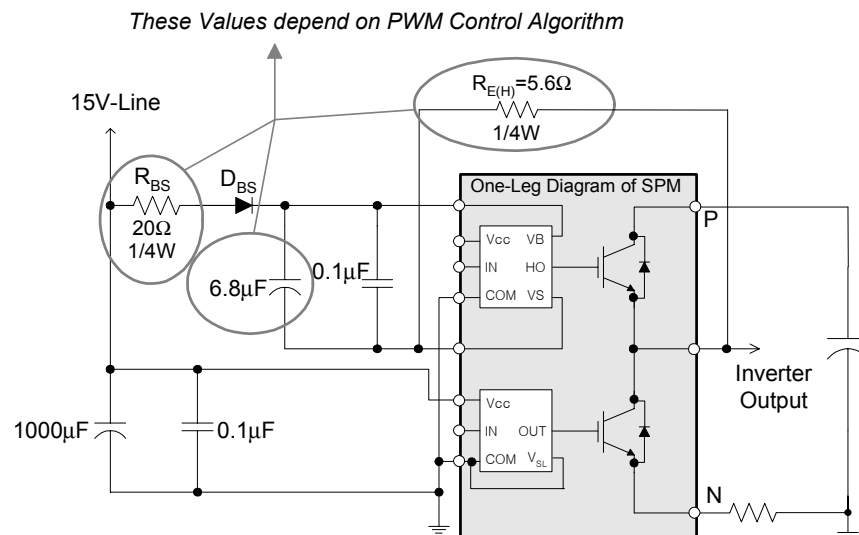 These Values depend on PWM Control Algorithm
R_E(H)=5.6Ω
1/4W
15V-Line
R_BS
20Ω
1/4W
D_BS
6.8μF
0.1μF
One-Leg Diagram of SPM
Vcc VB
IN HO
COM VS
P
Inverter
Output
1000μF
0.1μF
Vcc
IN OUT
COM V_SL
N